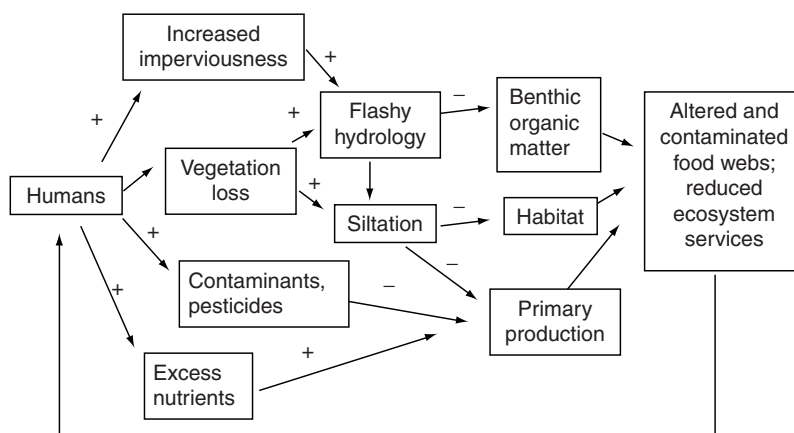 Increased
imperviousness
+
+
Flashy
hydrology
–
Benthic
organic
matter
Altered and
contaminated
food webs;
reduced
ecosystem
services
+
Vegetation
loss
+
Humans
+
Siltation
–
Habitat
+
–
Contaminants,
pesticides
–
Primary
production
+
Excess
nutrients
+